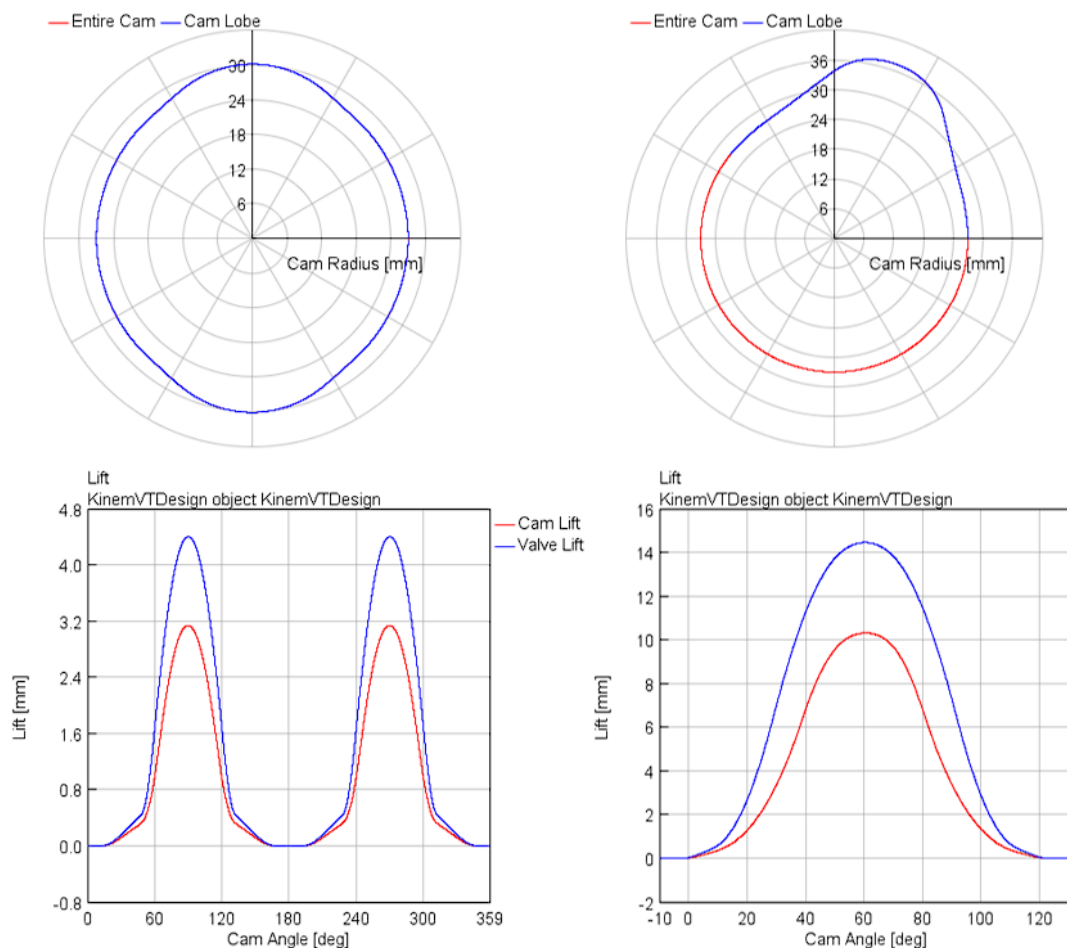 Entire Cam Cam Lobe
30
24
18
12
6
Cam Radius [mm]
Entire Cam Cam Lobe
36
30
24
18
12
6
Cam Radius [mm]
Lift
KinemVTDesign object KinemVTDesign
4.8
4.0
3.2
2.4
1.6
0.8
0.0
-0.8
Lift [mm]
0 60 120 180 240 300 359
Cam Angle [deg]
Cam Lift
Valve Lift
Lift
KinemVTDesign object KinemVTDesign
16
14
12
10
8
6
4
2
0
-2
Lift [mm]
-10 0 20 40 60 80 100 120
Cam Angle [deg]